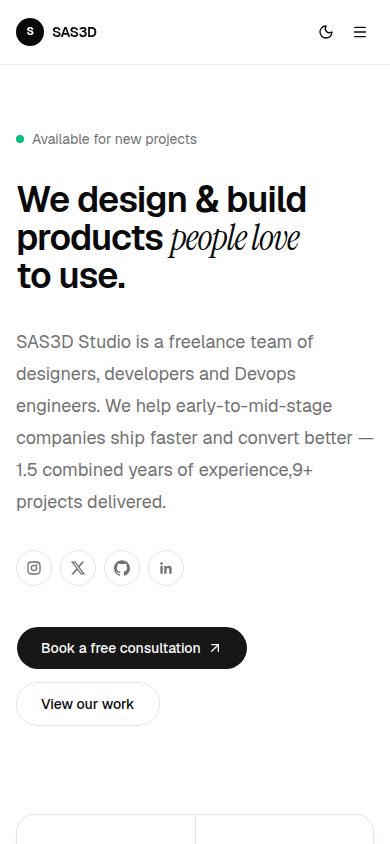 S SAS3D
Available for new projects
We design & build
products people love
to use.
SAS3D Studio is a freelance team of
designers, developers and Devops
engineers. We help early-to-mid-stage
companies ship faster and convert better —
1.5 combined years of experience,9+
projects delivered.
Book a free consultation
View our work